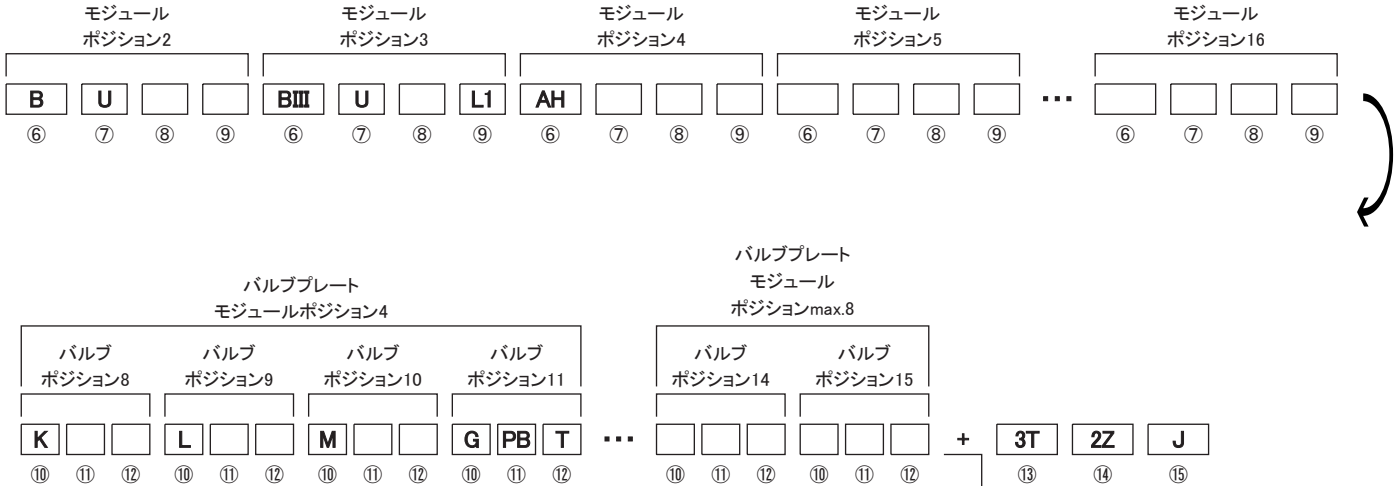 モジュール モジュール モジュール モジュール モジュール
ポジション2 ポジション3 ポジション4 ポジション5 ポジション16
B U BIII U L1 AH ...
⑥ ⑦ ⑧ ⑨ ⑥ ⑦ ⑧ ⑨ ⑥ ⑦ ⑧ ⑨ ⑥ ⑦ ⑧ ⑨ ⑥ ⑦ ⑧ ⑨
バルブプレート
モジュールポジション4
バルブプレート
モジュール
ポジションmax.8
バルブ バルブ バルブ バルブ バルブ バルブ
ポジション8 ポジション9 ポジション10 ポジション11 ポジション14 ポジション15
K L M G PB T ... + 3T 2Z J
⑩ ⑪ ⑫ ⑩ ⑪ ⑫ ⑩ ⑪ ⑫ ⑩ ⑪ ⑫ ⑩ ⑪ ⑫ ⑩ ⑪ ⑫ ⑬ ⑭ ⑮